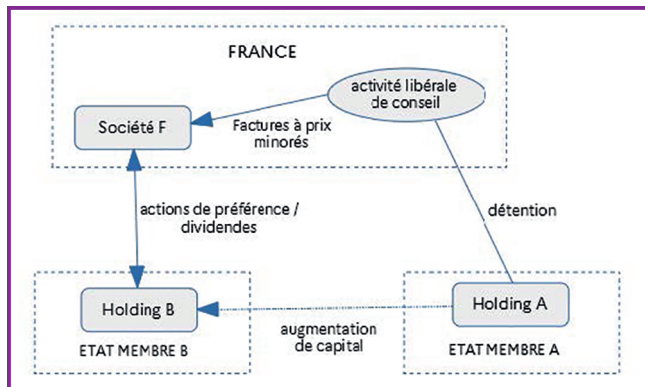 FRANCE
activité libérale
de conseil
Société F
Factures à prix
minorés
actions de préférence /
dividendes
détention
Holding B
Holding A
augmentation
de capital
ETAT MEMBRE B
ETAT MEMBRE A